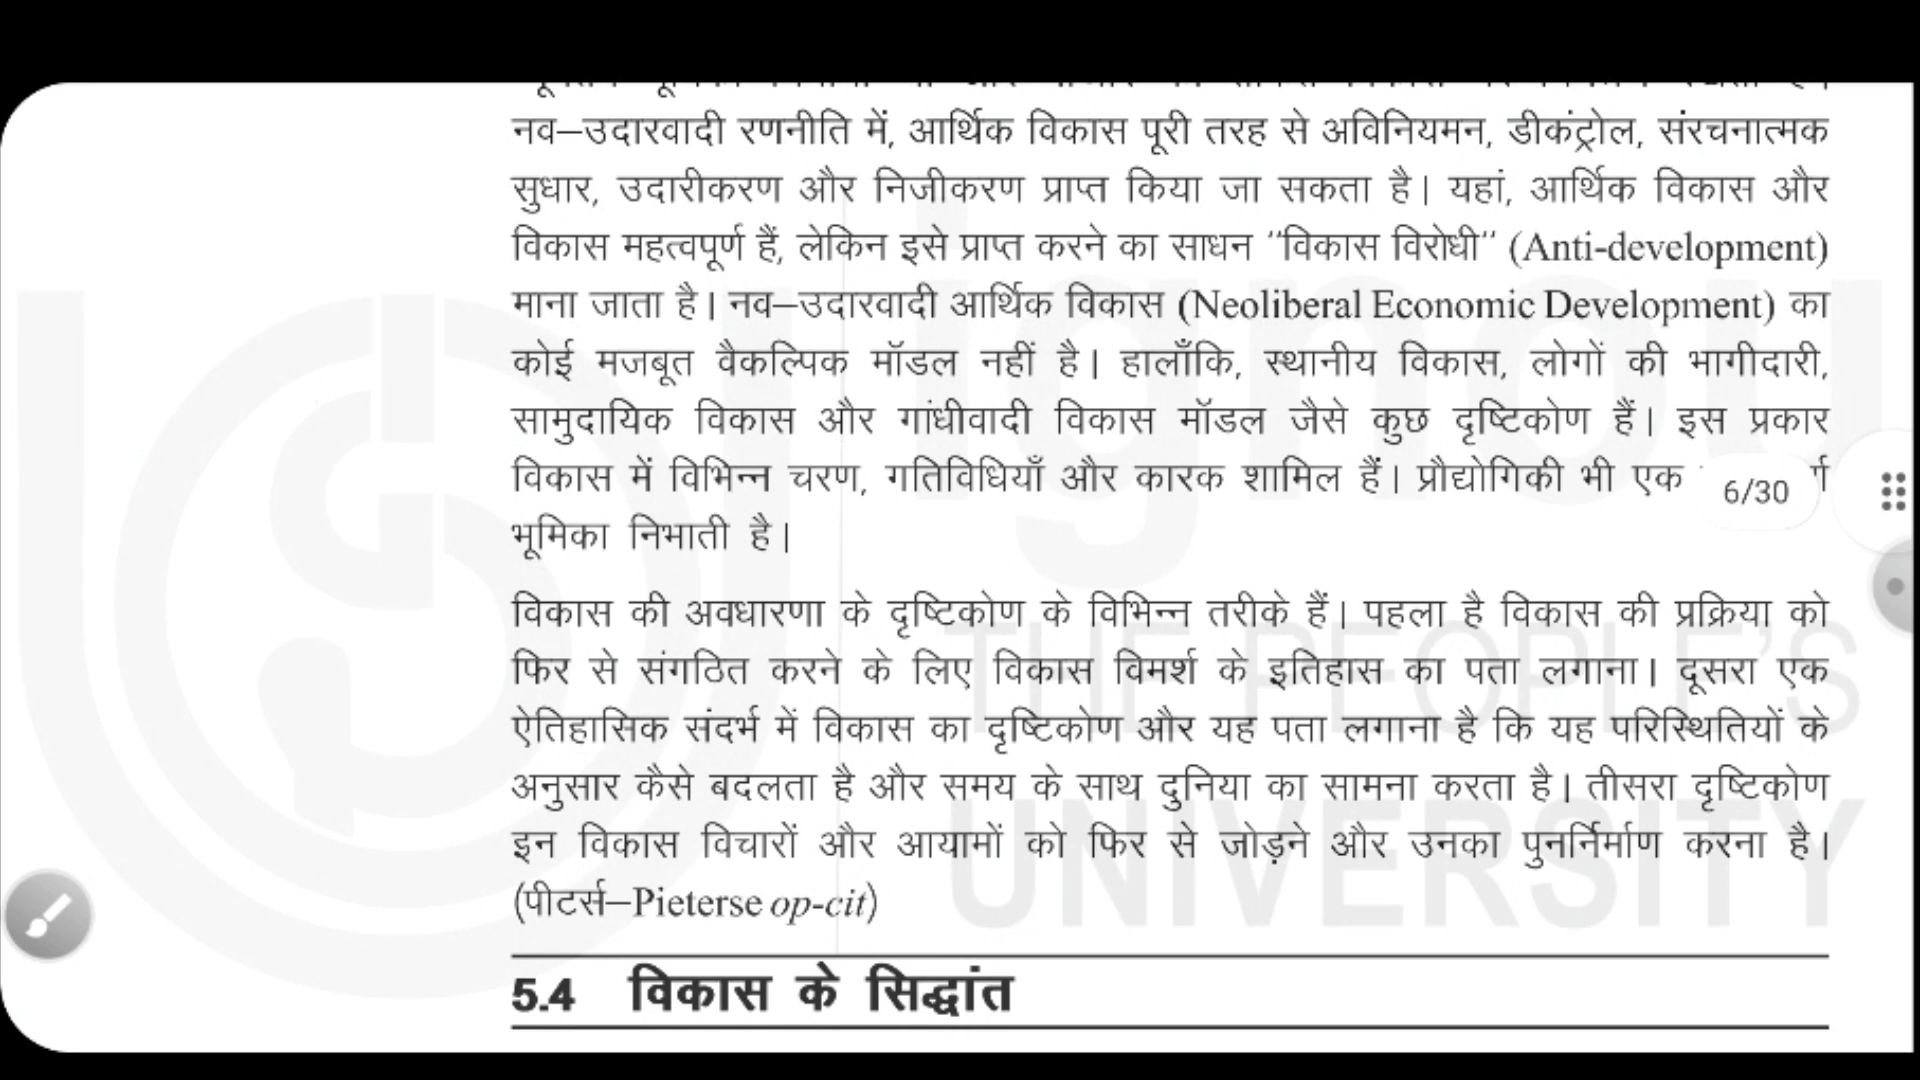 नव–उदारवादी रणनीति में, आर्थिक विकास पूरी तरह से अविनियमन, डीकंट्रोल, संरचनात्मक
सुधार, उदारीकरण और निजीकरण प्राप्त किया जा सकता है। यहां, आर्थिक विकास और
विकास महत्वपूर्ण हैं, लेकिन इसे प्राप्त करने का साधन ‘‘विकास विरोधी’’ (Anti-development)
माना जाता है। नव–उदारवादी आर्थिक विकास (Neoliberal Economic Development) का
कोई मजबूत वैकल्पिक मॉडल नहीं है। हालाँकि, स्थानीय विकास, लोगों की भागीदारी,
सामुदायिक विकास और गांधीवादी विकास मॉडल जैसे कुछ दृष्टिकोण हैं। इस प्रकार
विकास में विभिन्न चरण, गतिविधियाँ और कारक शामिल हैं। प्रौद्योगिकी भी एक
6/30
भूमिका निभाती है।
विकास की अवधारणा के दृष्टिकोण के विभिन्न तरीके हैं। पहला है विकास की प्रक्रिया को
फिर से संगठित करने के लिए विकास विमर्श के इतिहास का पता लगाना। दूसरा एक
ऐतिहासिक संदर्भ में विकास का दृष्टिकोण और यह पता लगाना है कि यह परिस्थितियों के
अनुसार कैसे बदलता है और समय के साथ दुनिया का सामना करता है। तीसरा दृष्टिकोण
इन विकास विचारों और आयामों को फिर से जोड़ने और उनका पुनर्निर्माण करना है।
(पीटर्स–Pieterse op-cit)
5.4 विकास के सिद्धांत
ignou
THE PEOPLE'S
UNIVERSITY